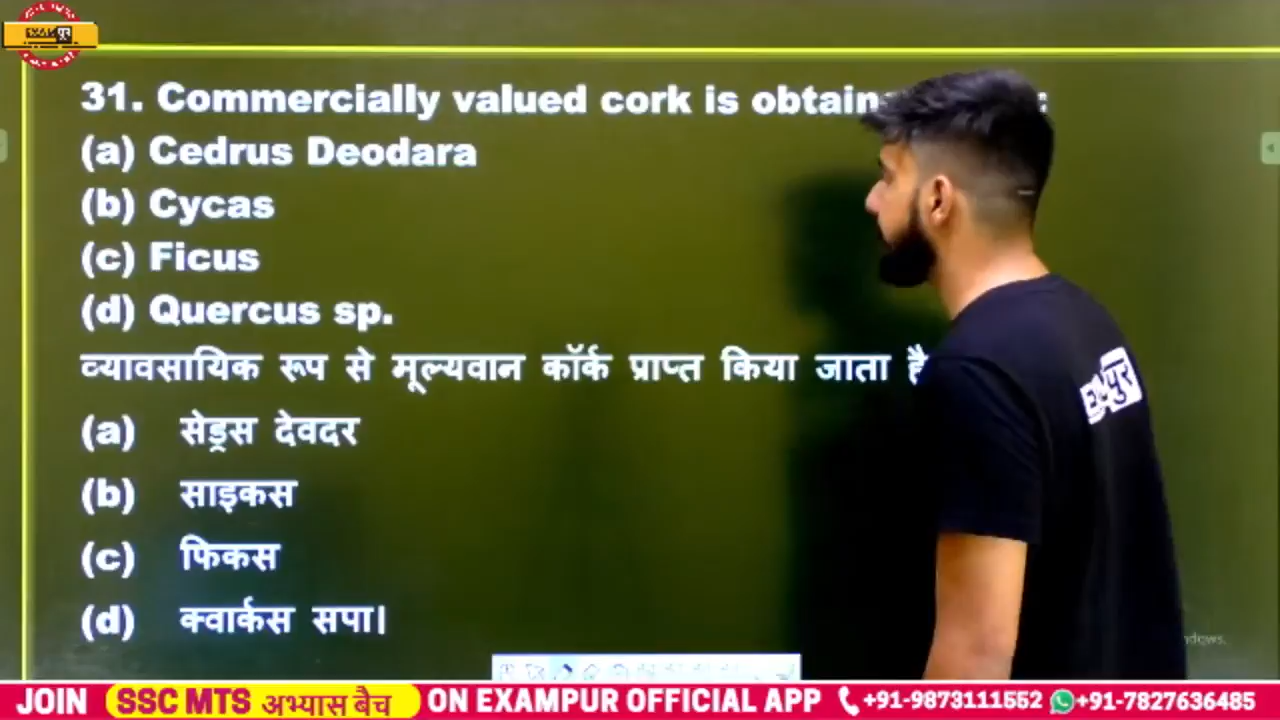 EXAMपुर
31. Commercially valued cork is obtain :
(a) Cedrus Deodara
(b) Cycas
(c) Ficus
(d) Quercus sp.
व्यावसायिक रूप से मूल्यवान कॉर्क प्राप्त किया जाता है
(a) सेड्रस देवदर
(b) साइकस
(c) फिकस
(d) क्वार्कस सपा।
JOIN SSC MTS अभ्यास बैच ON EXAMPUR OFFICIAL APP +91-9873111552 +91-7827636485